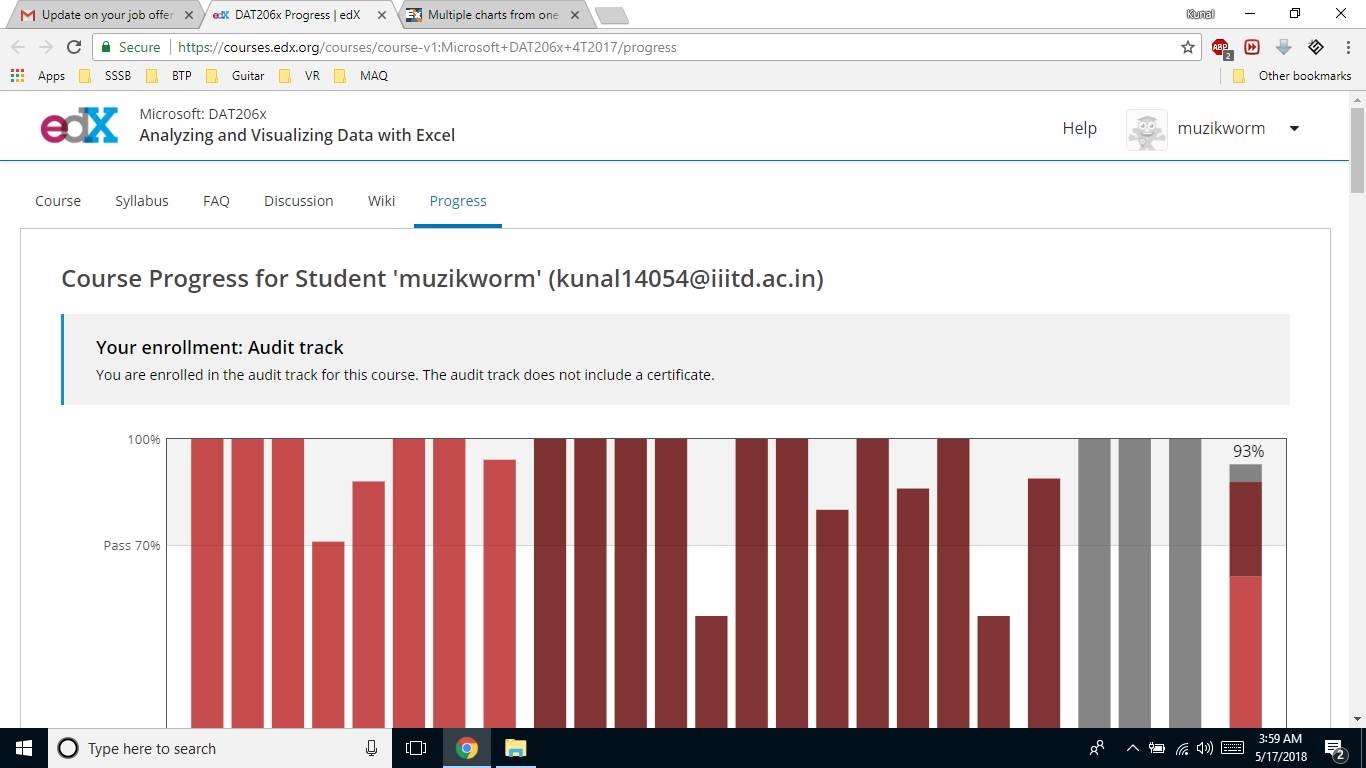 Update on your job offer
DAT206x Progress | edX
Multiple charts from one
Kunal
Secure
https://courses.edx.org/courses/course-v1:Microsoft+DAT206x+4T2017/progress
ABP
2
Apps
SSSB
BTP
Guitar
VR
MAQ
Other bookmarks
edX
Microsoft: DAT206x
Analyzing and Visualizing Data with Excel
Help
muzikworm
Course
Syllabus
FAQ
Discussion
Wiki
Progress
Course Progress for Student 'muzikworm' (kunal14054@iiitd.ac.in)
Your enrollment: Audit track
You are enrolled in the audit track for this course. The audit track does not include a certificate.
100%
93%
Pass 70%
Type here to search
3:59 AM
5/17/2018
2